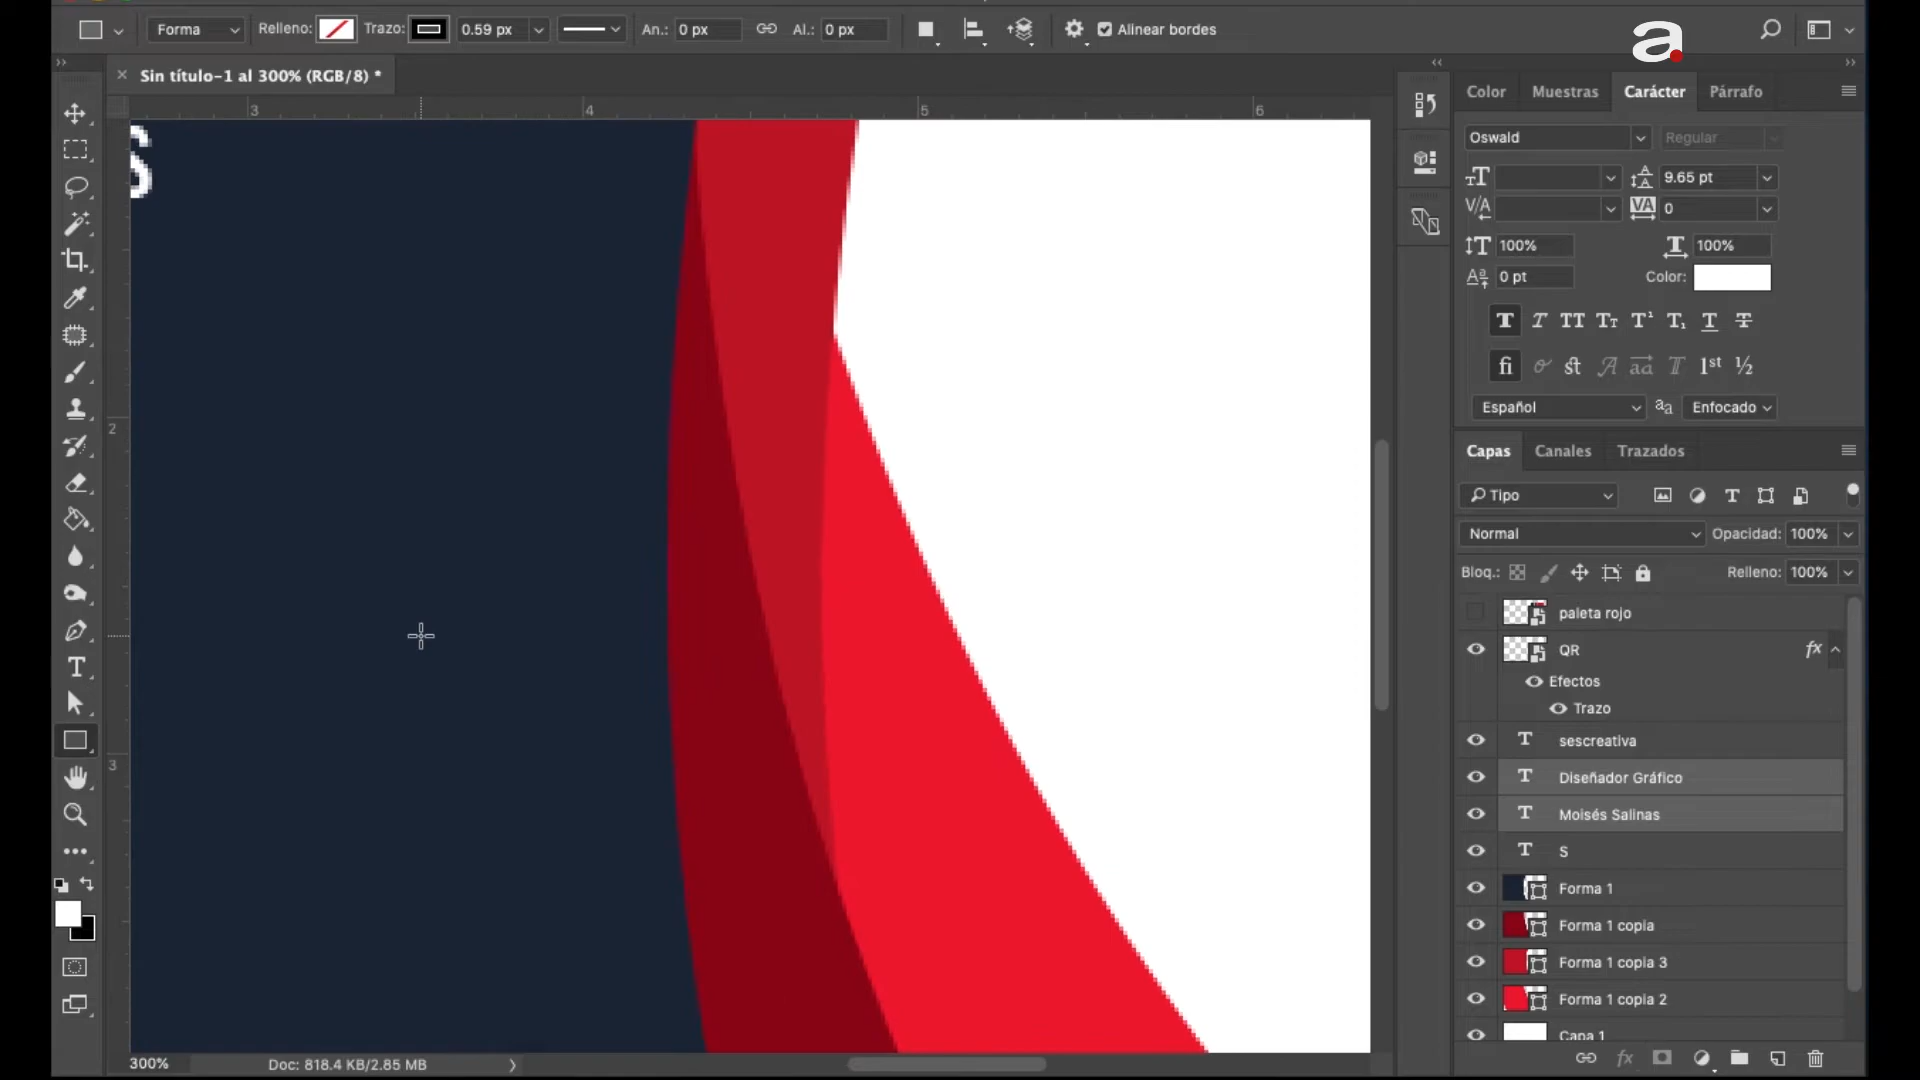 Forma Relleno: Trazo: 0.59 px An.: 0 px Al.: 0 px Alinear bordes
a.
Sin título-1 al 300% (RGB/8) *
3 4 5 6
2
3
S
Color Muestras Carácter Párrafo
Oswald Regular
9.65 pt
0
100% 100%
0 pt Color:
Español Enfocado
Capas Canales Trazados
Tipo
Normal Opacidad: 100%
Bloq.: Relleno: 100%
paleta rojo
QR fx
Efectos
Trazo
sescreativa
Diseñador Gráfico
Moisés Salinas
S
Forma 1
Forma 1 copia
Forma 1 copia 3
Forma 1 copia 2
Capa 1
300% Doc: 818.4 KB/2.85 MB